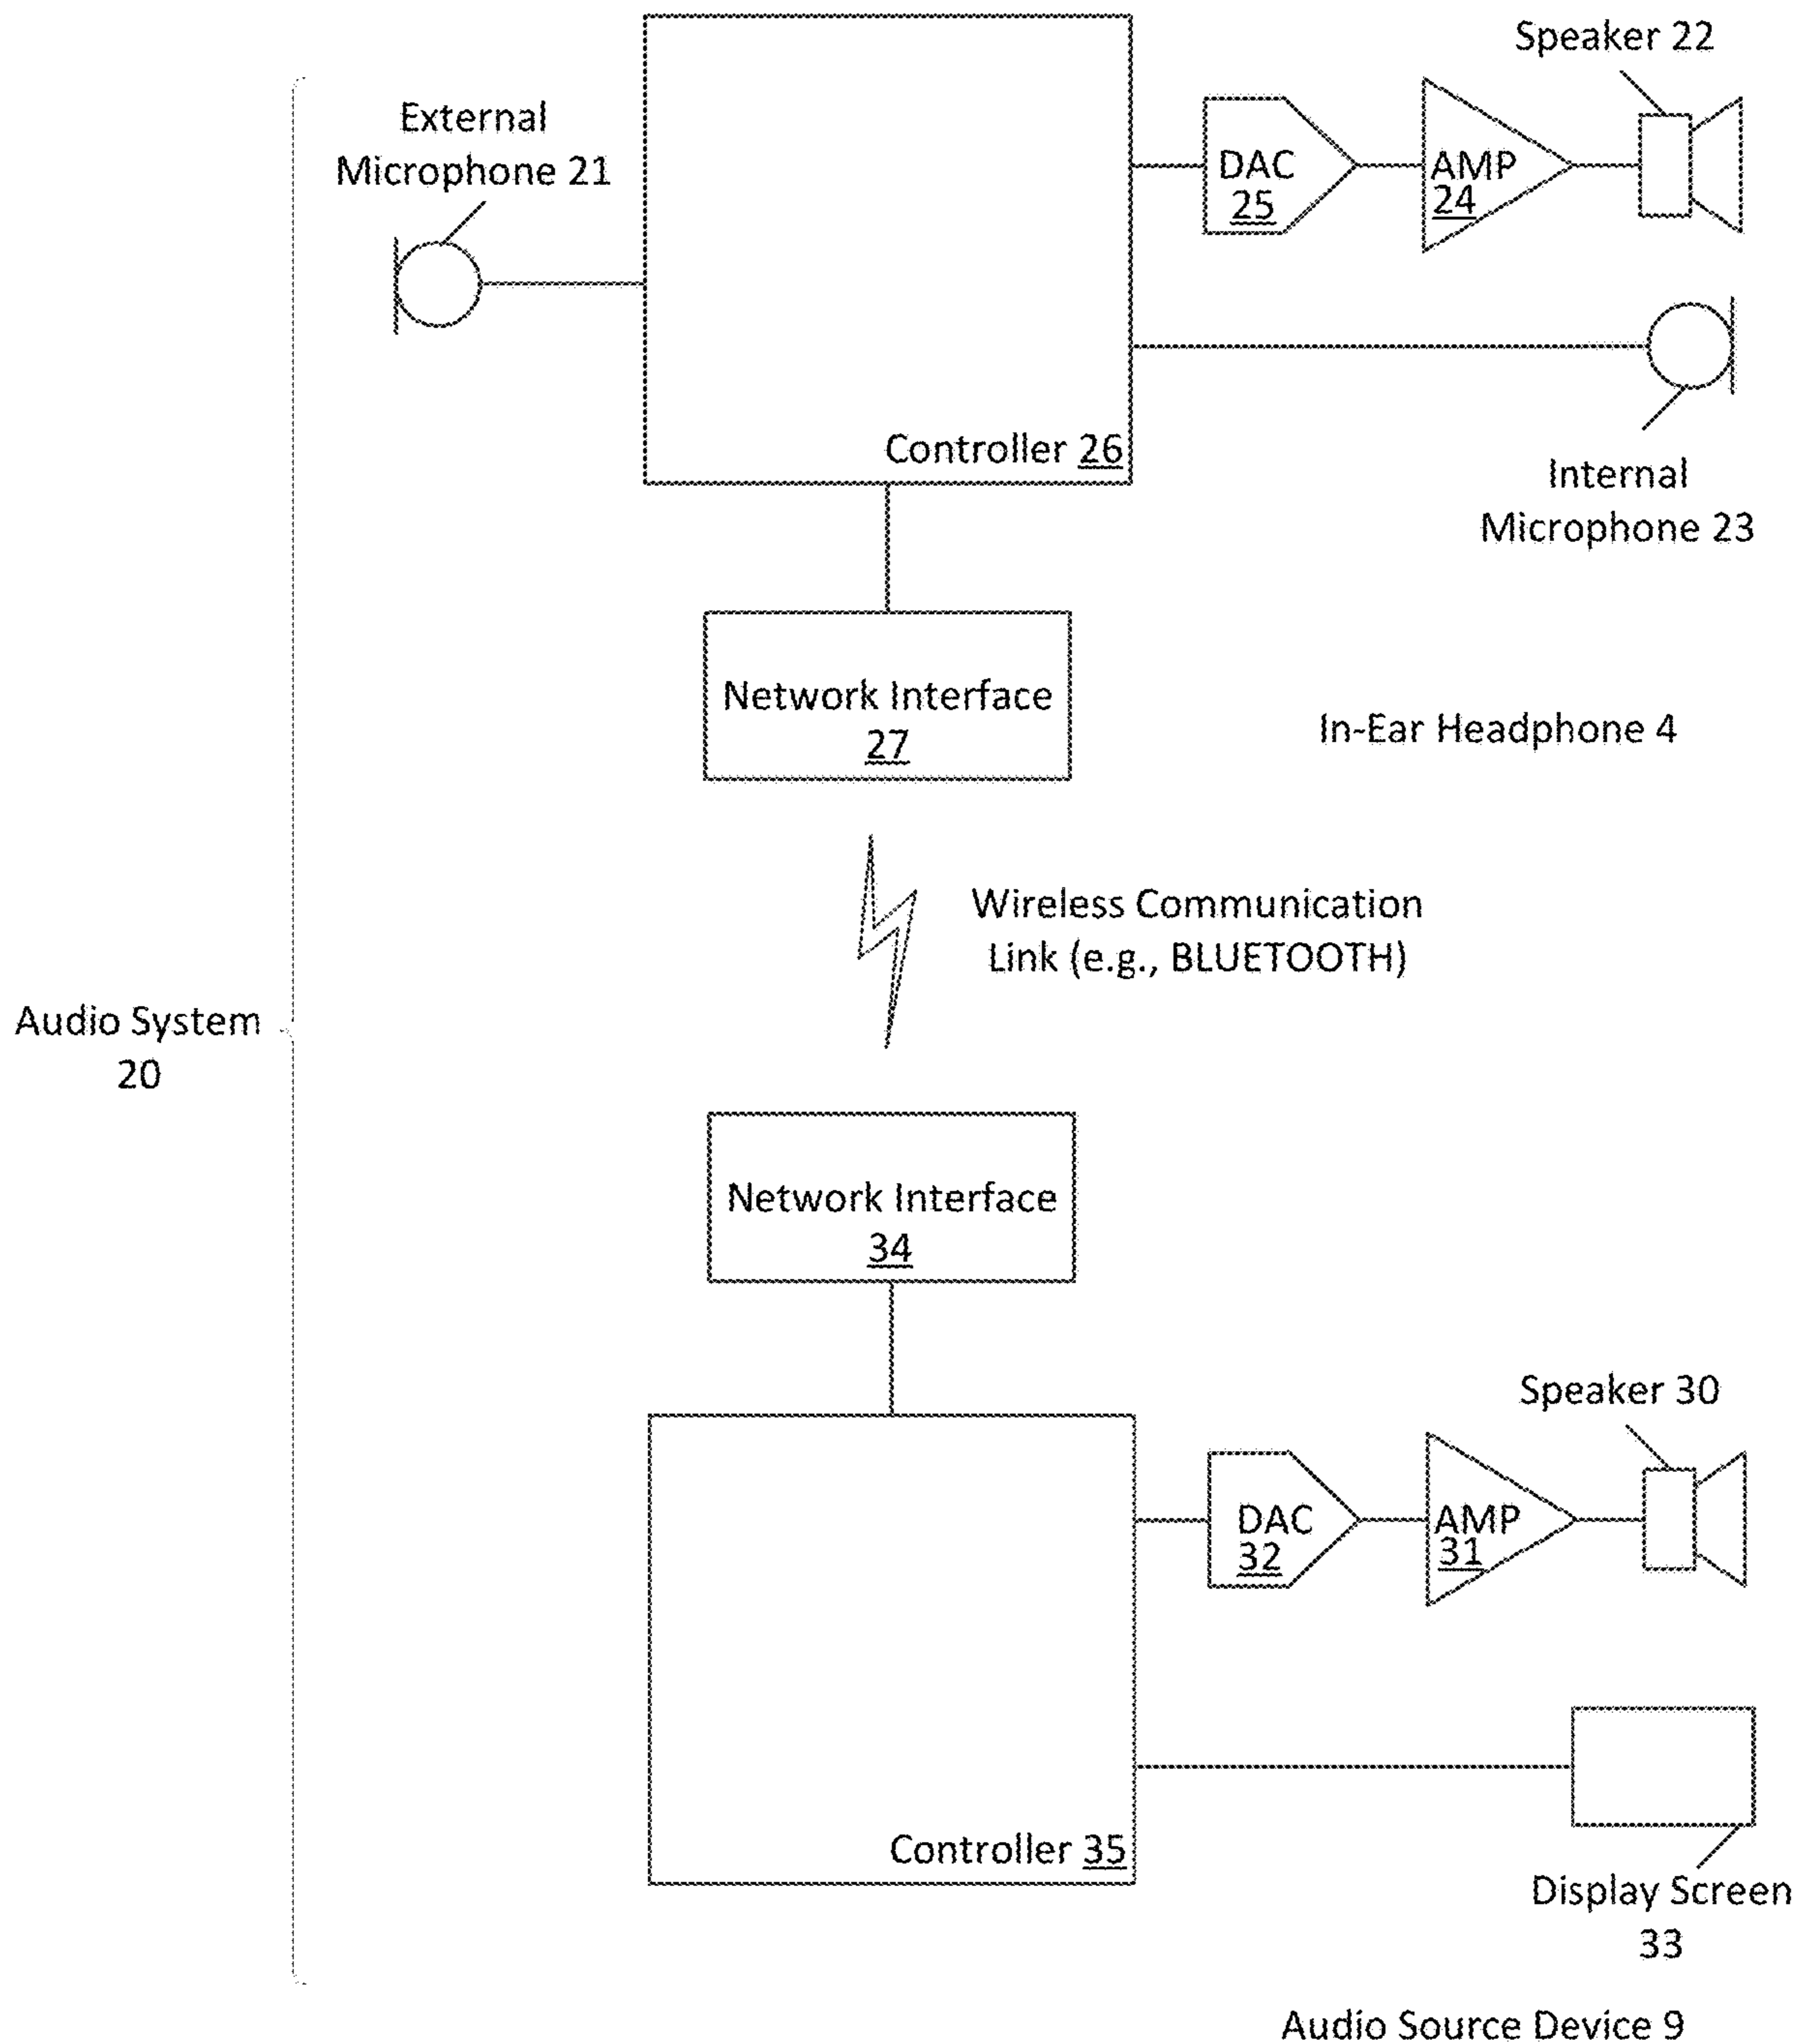 Speaker 22
External
Microphone 21
DAC
25
AMP
24
Controller 26
Internal
Microphone 23
Network Interface
27
In-Ear Headphone 4
Wireless Communication
Link (e.g., BLUETOOTH)
Audio System
20
Network Interface
34
Speaker 30
DAC
32
AMP
31
Controller 35
Display Screen
33
Audio Source Device 9